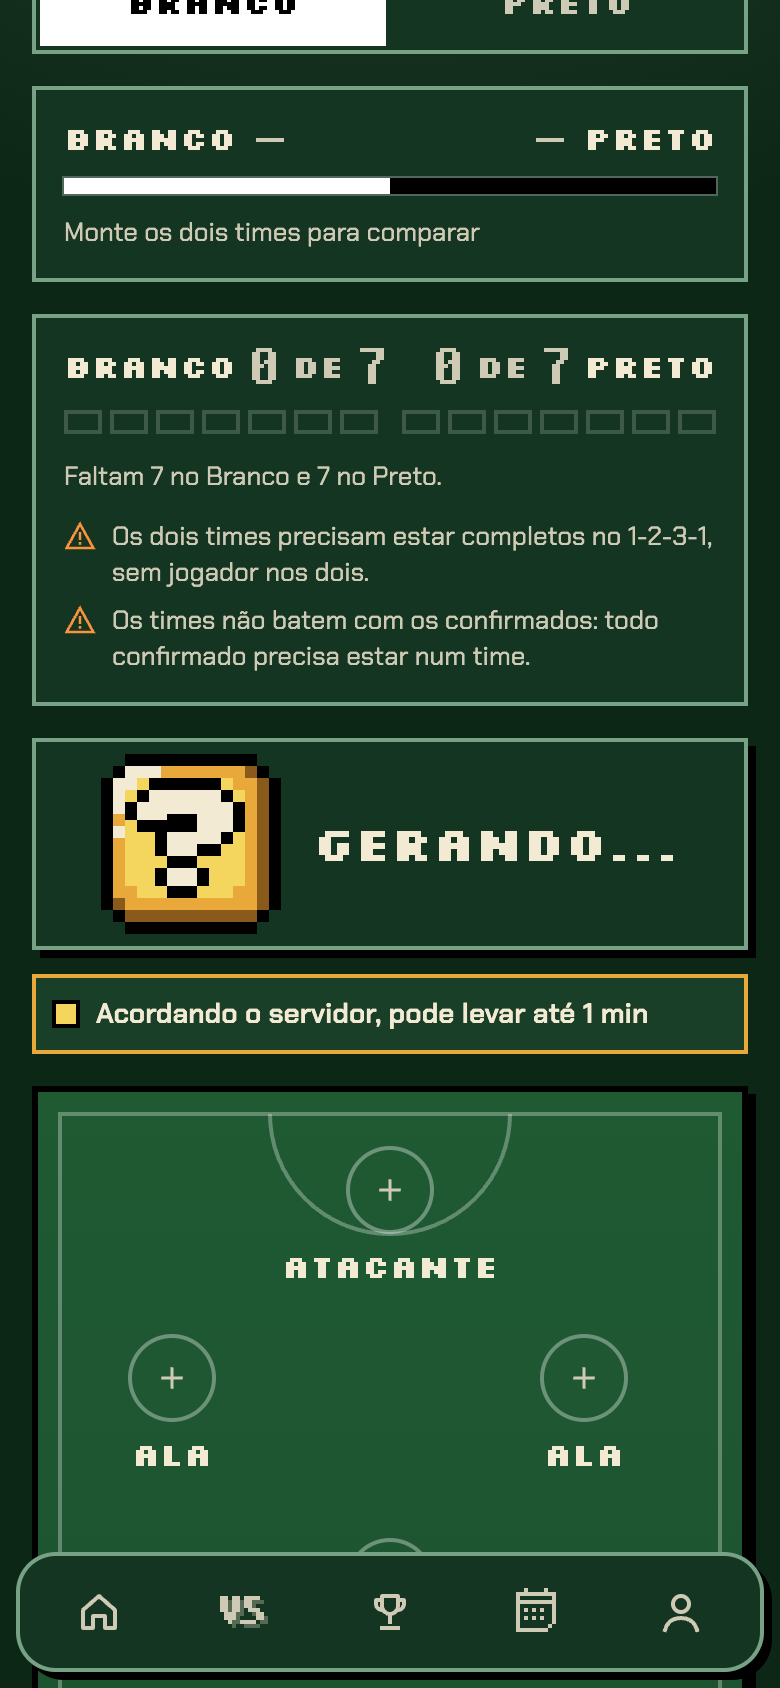 BRANCO PRETO
BRANCO — — PRETO
Monte os dois times para comparar
BRANCO 0 DE 7 0 DE 7 PRETO
Faltam 7 no Branco e 7 no Preto.
Os dois times precisam estar completos no 1-2-3-1,
sem jogador nos dois.
Os times não batem com os confirmados: todo
confirmado precisa estar num time.
? GERANDO...
Acordando o servidor, pode levar até 1 min
+
ATACANTE
+ +
ALA ALA
VS